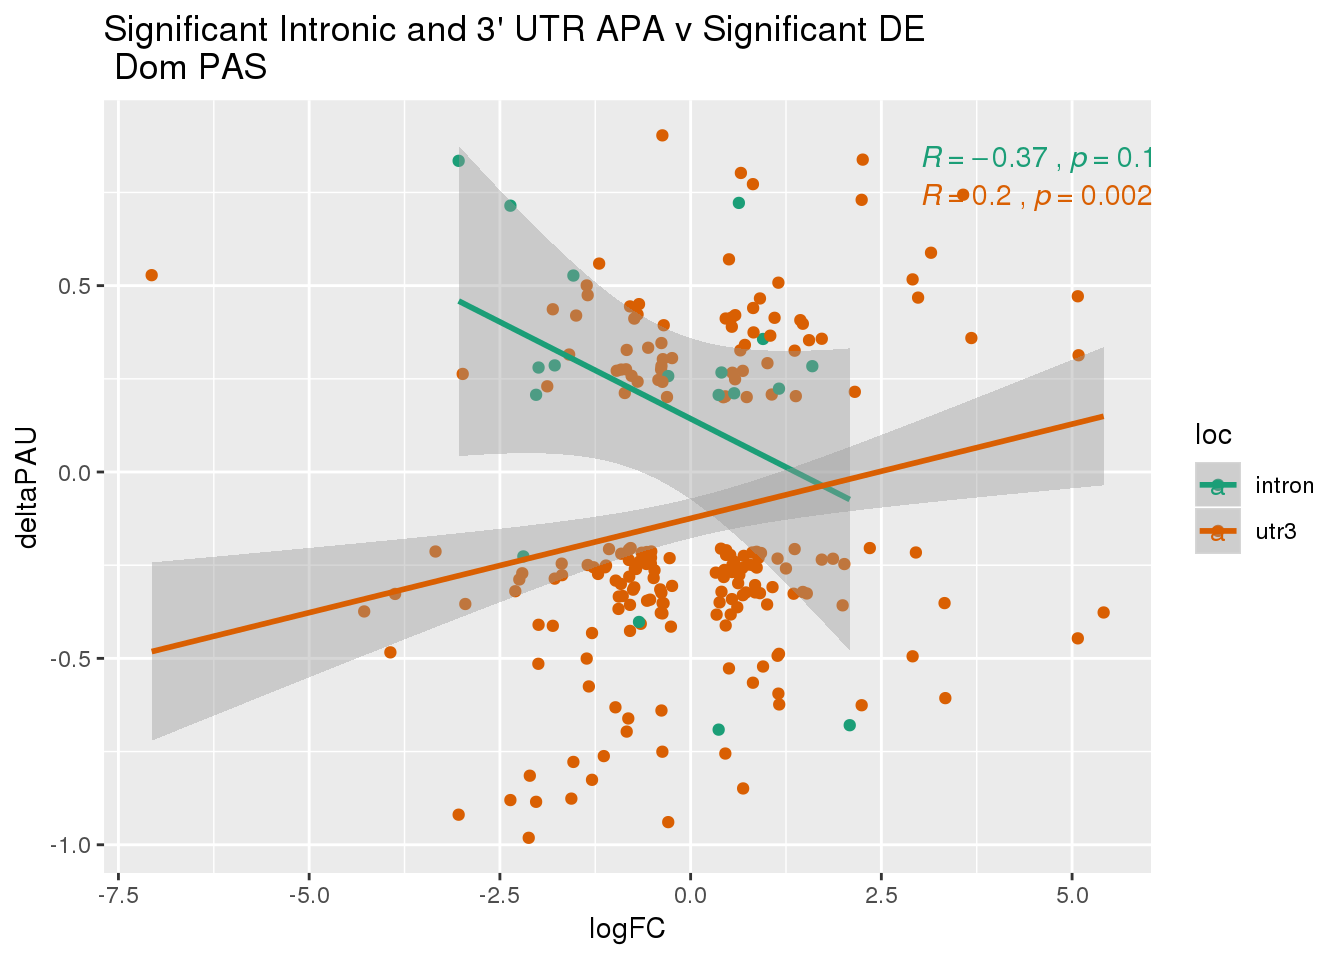 Significant Intronic and 3' UTR APA v Significant DE
Dom PAS
R = −0.37 , p = 0.1
R = 0.2 , p = 0.002
0.5
0.0
-0.5
-1.0
deltaPAU
-7.5
-5.0
-2.5
0.0
2.5
5.0
logFC
loc
a intron
a utr3